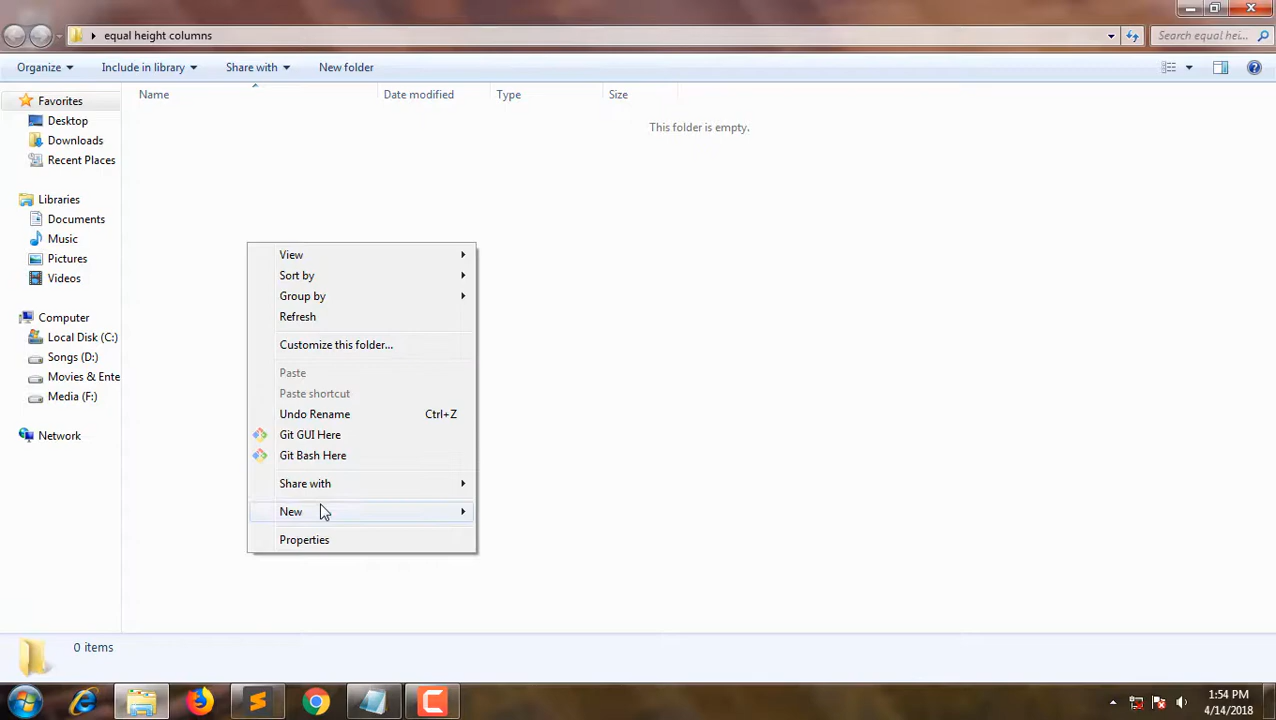 equal height columns
Search equal hei...
Organize
Include in library
Share with
New folder
Name
Date modified
Type
Size
This folder is empty.
Favorites
Desktop
Downloads
Recent Places
Libraries
Documents
Music
Pictures
Videos
Computer
Local Disk (C:)
Songs (D:)
Movies & Ente
Media (F:)
Network
View
Sort by
Group by
Refresh
Customize this folder...
Paste
Paste shortcut
Undo Rename Ctrl+Z
Git GUI Here
Git Bash Here
Share with
New
Properties
0 items
1:54 PM
4/14/2018